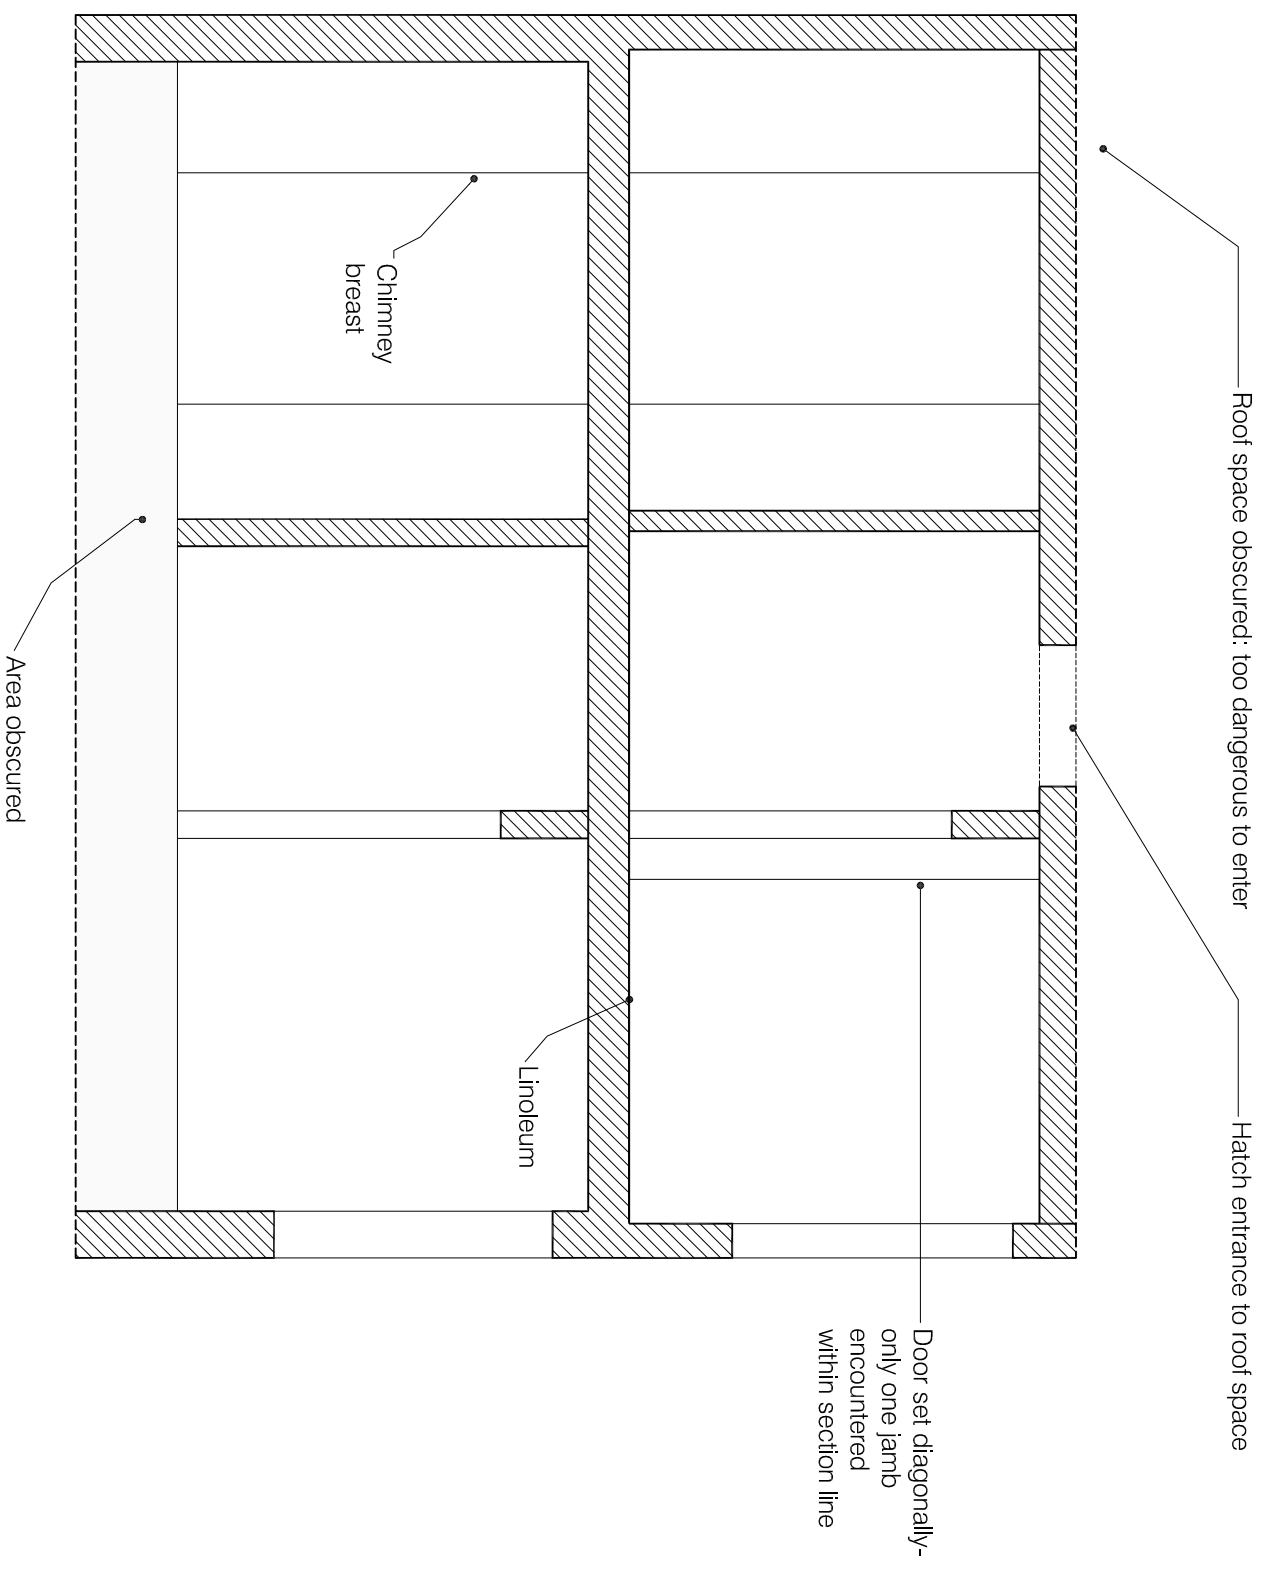 Roof space obscured: too dangerous to enter
Hatch entrance to roof space
Door set diagonally-
only one jamb
encountered
within section line
Linoleum
Chimney
breast
Area obscured